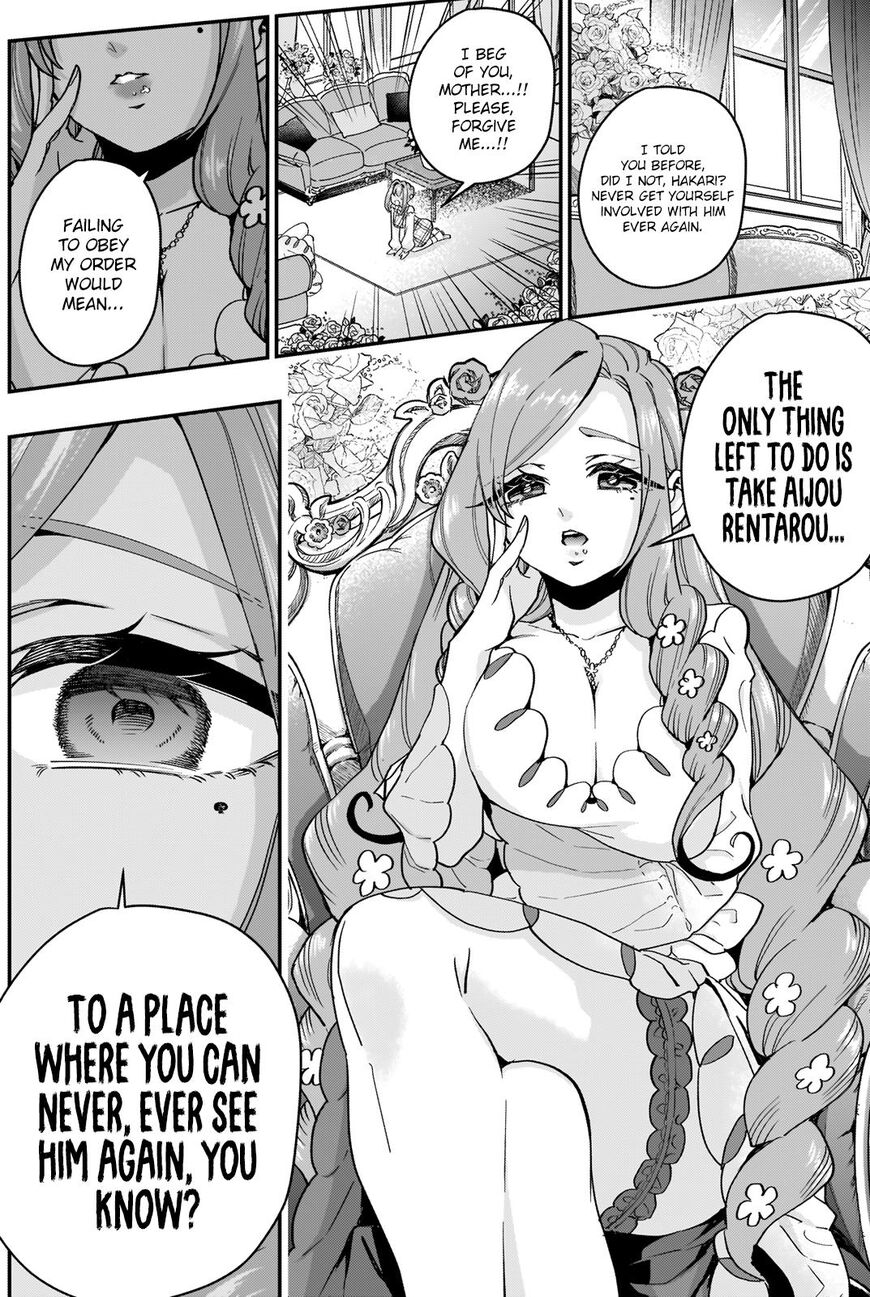 I TOLD
YOU BEFORE,
DID I NOT, HAKARI?
NEVER GET YOURSELF
INVOLVED WITH HIM
EVER AGAIN.
I BEG
OF YOU,
MOTHER...!!
PLEASE,
FORGIVE
ME...!!
FAILING
TO OBEY
MY ORDER
WOULD
MEAN...
THE
ONLY THING
LEFT TO DO IS
TAKE AIJOU
RENTAROU...
TO A PLACE
WHERE YOU CAN
NEVER, EVER SEE
HIM AGAIN, YOU
KNOW?